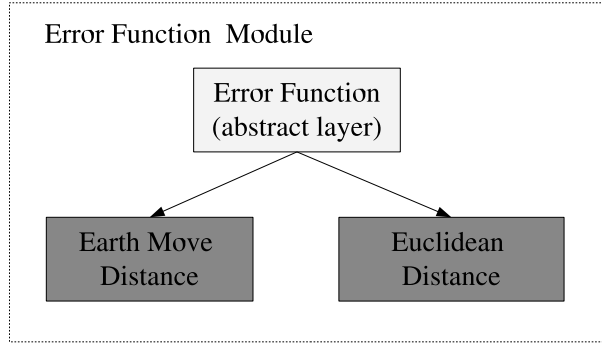 Error Function Module
Error Function
(abstract layer)
Earth Move
Distance
Euclidean
Distance